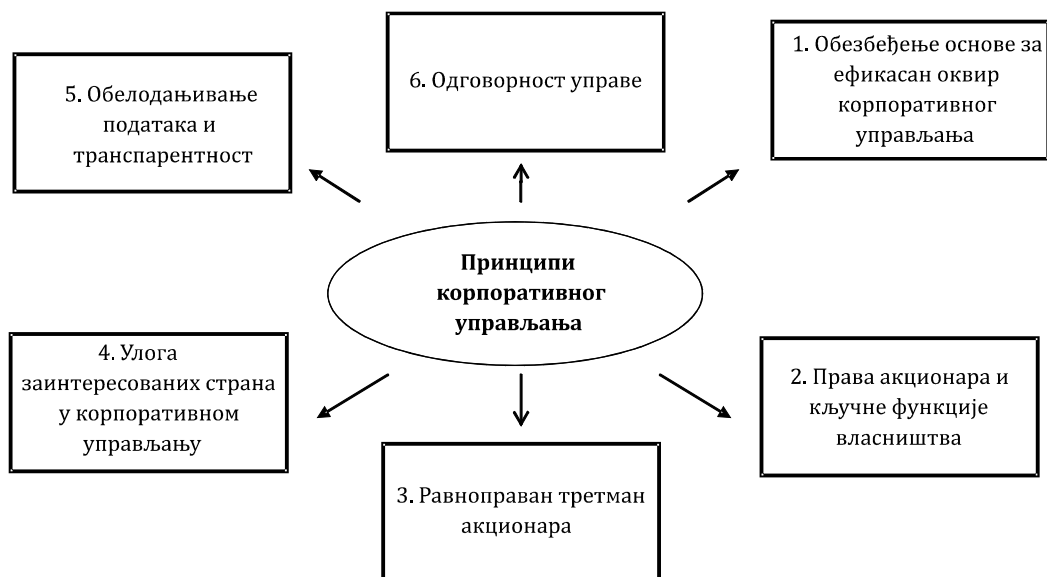 5. Обелодањивање
података и
транспарентност
6. Одговорност управе
1. Обезбеђење основе за
ефикасан оквир
корпоративног
управљања
Принципи
корпоративног
управљања
4. Улога
заинтересованих страна
у корпоративном
управљању
2. Права акционара и
кључне функције
власништва
3. Равноправан третман
акционара